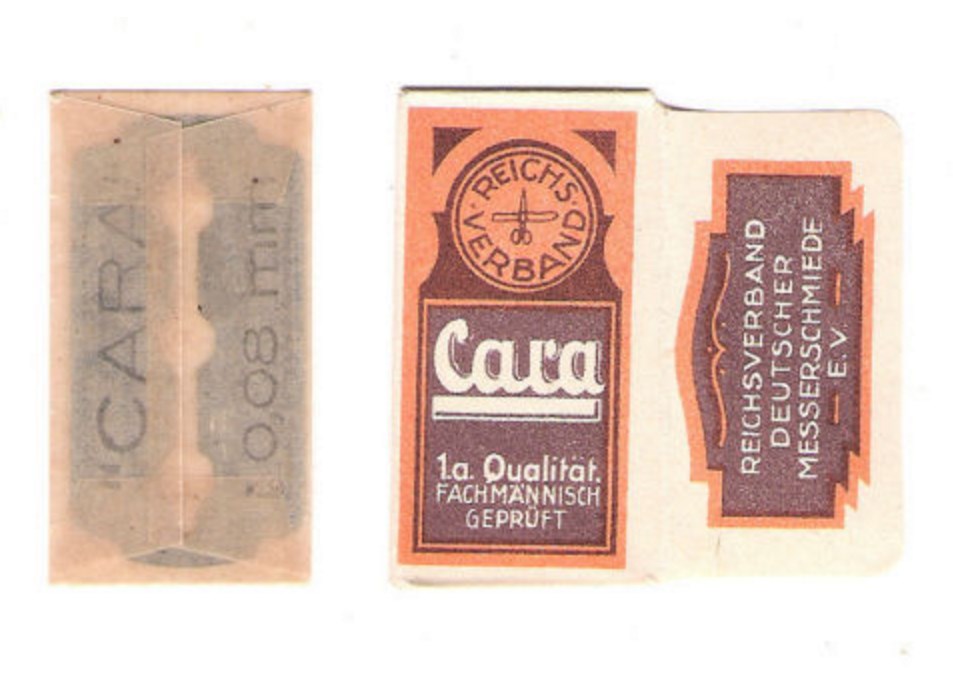 "CARA"
0,08 mm
REICHS·
VERBAND
Cara
1.a. Qualität.
FACHMÄNNISCH
GEPRÜFT
REICHSVERBAND
DEUTSCHER
MESSERSCHMIEDE
— E.V. —